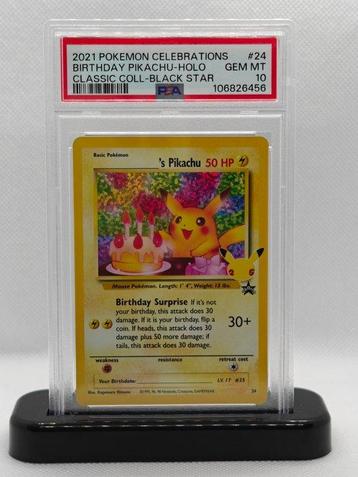 2021 POKEMON CELEBRATIONS #24
BIRTHDAY PIKACHU-HOLO GEM MT
CLASSIC COLL-BLACK STAR 10
PSA 106826456
Basic Pokémon
's Pikachu 50 HP
Mouse Pokémon. Length: 1' 4", Weight: 13 lbs.
Birthday Surprise If it's not
your birthday, this attack does 30
damage. If it is your birthday, flip a
coin. If heads, this attack does 30
damage plus 50 more damage; if
tails, this attack does 30 damage.
30+
weakness resistance retreat cost
Your Birthdate: LV. 17 #25
Illus. Kagemaru Himeno
24